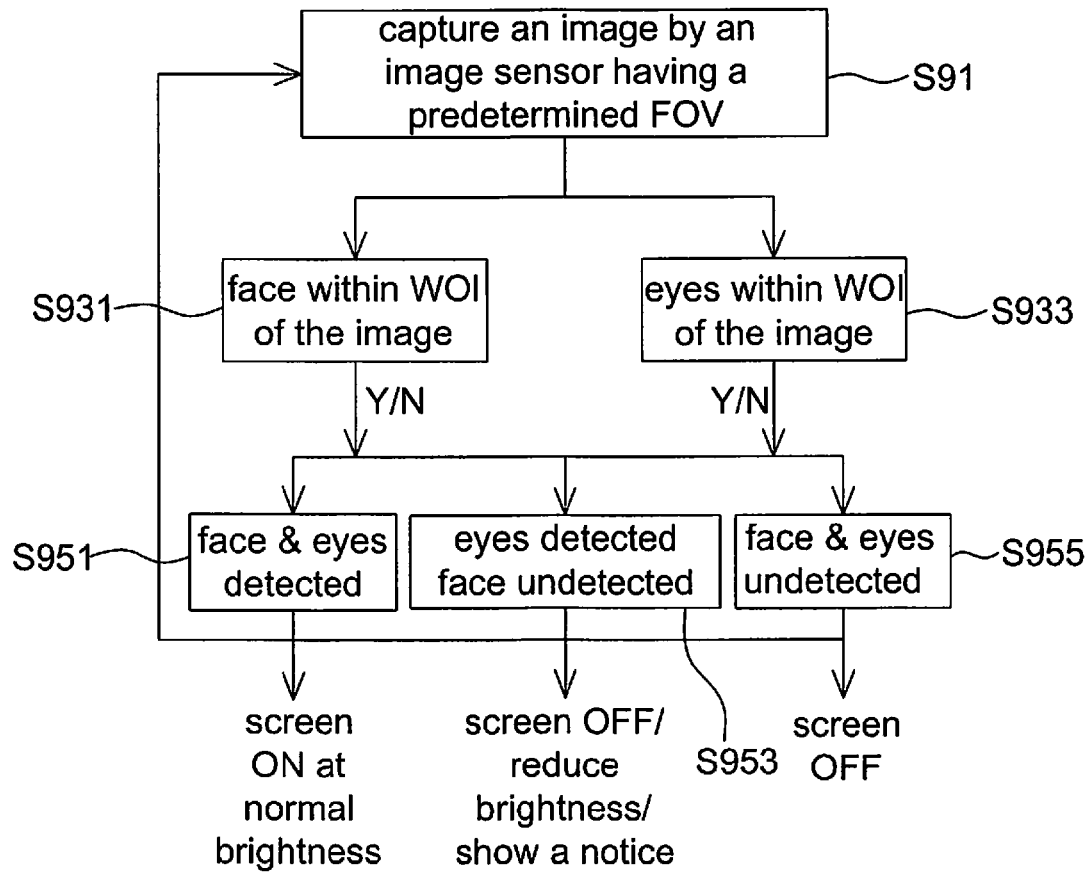 capture an image by an
image sensor having a
predetermined FOV
S91
S931
face within WOI
of the image
eyes within WOI
of the image
S933
Y/N
Y/N
S951
face & eyes
detected
eyes detected
face undetected
face & eyes
undetected
S955
screen
ON at
normal
brightness
screen OFF/
reduce
brightness/
show a notice
S953
screen
OFF